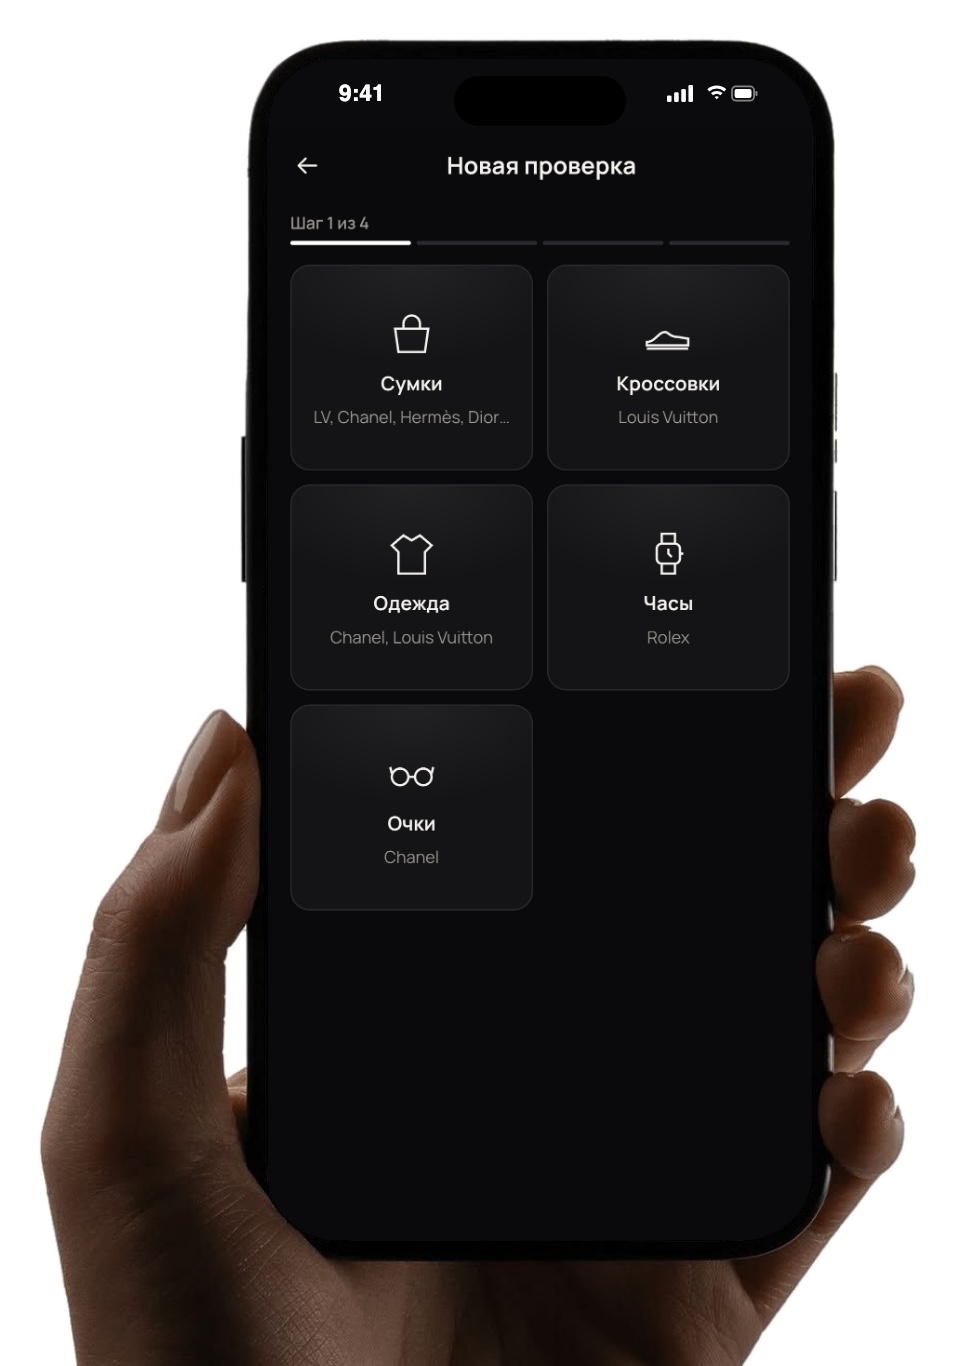 9:41
Новая проверка
Шаг 1 из 4
Сумки
LV, Chanel, Hermès, Dior...
Кроссовки
Louis Vuitton
Одежда
Chanel, Louis Vuitton
Часы
Rolex
Очки
Chanel